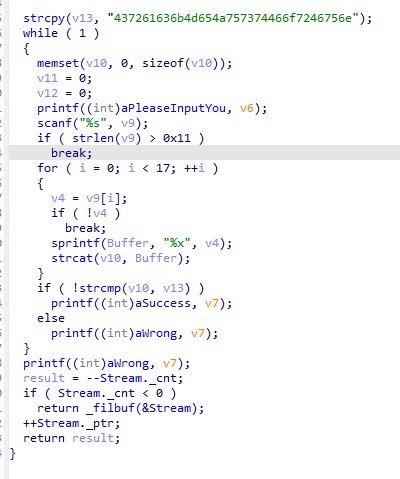 strcpy(v13, "437261636b4d654a757374466f7246756e");
while ( 1 )
{
memset(v10, 0, sizeof(v10));
v11 = 0;
v12 = 0;
printf((int)aPleaseInputYou, v6);
scanf("%s", v9);
if ( strlen(v9) > 0x11 )
break;
for ( i = 0; i < 17; ++i )
{
v4 = v9[i];
if ( !v4 )
break;
sprintf(Buffer, "%x", v4);
strcat(v10, Buffer);
}
if ( !strcmp(v10, v13) )
printf((int)aSuccess, v7);
else
printf((int)aWrong, v7);
}
printf((int)aWrong, v7);
result = --Stream._cnt;
if ( Stream._cnt < 0 )
return _filbuf(&Stream);
++Stream._ptr;
return result;
}